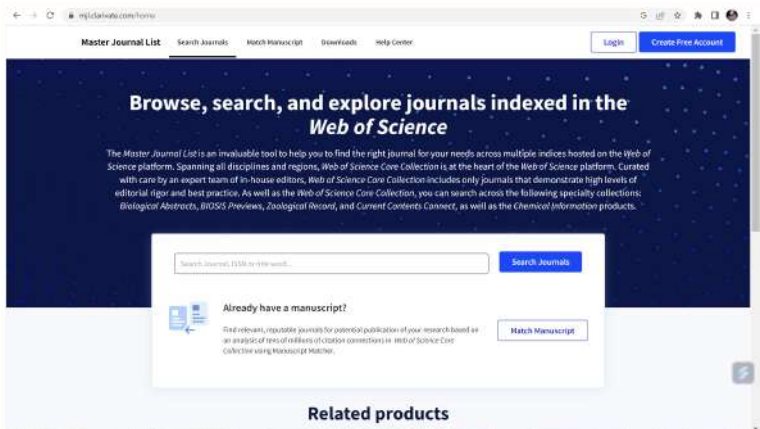 mjl.clarivate.com/home
Master Journal List Search Journals Match Manuscript Downloads Help Center Login Create Free Account
Browse, search, and explore journals indexed in the
Web of Science
The Master Journal List is an invaluable tool to help you to find the right journal for your needs across multiple indices hosted on the Web of
Science platform. Spanning all disciplines and regions, Web of Science Core Collection is at the heart of the Web of Science platform. Curated
with care by an expert team of in-house editors, Web of Science Core Collection includes only journals that demonstrate high levels of
editorial rigor and best practice. As well as the Web of Science Core Collection, you can search across the following specialty collections:
Biological Abstracts, BIOSIS Previews, Zoological Record, and Current Contents Connect, as well as the Chemical Information products.
Search Journal, ISSN or title word... Search Journals
Already have a manuscript?
Find relevant, reputable journals for potential publication of your research based on
an analysis of tens of millions of citation connections in Web of Science Core
Collection using Manuscript Matcher.
Match Manuscript
Related products